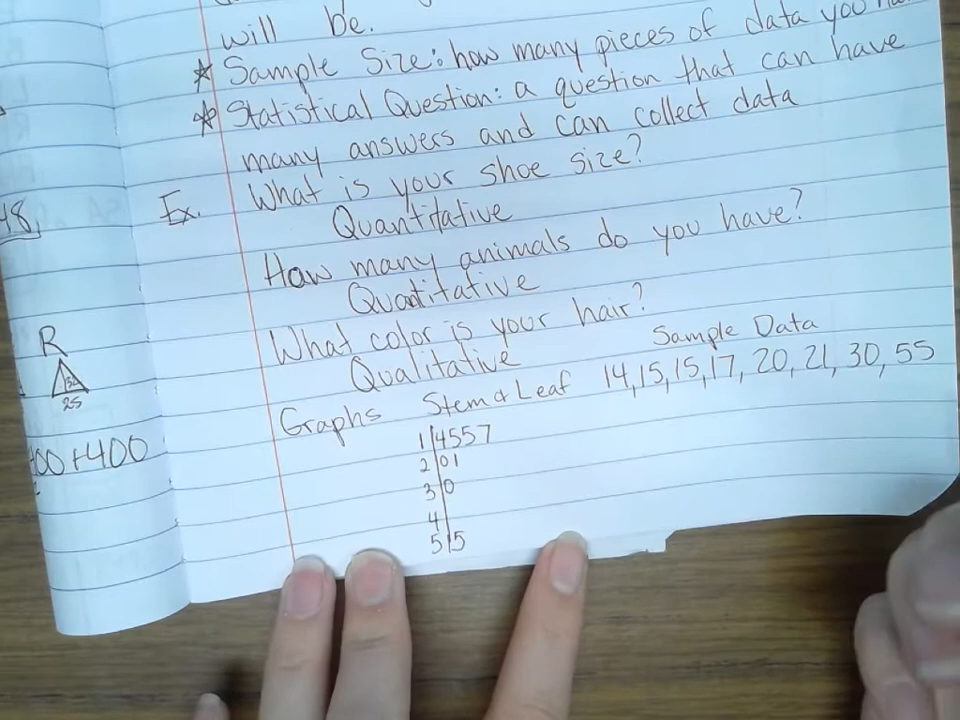 will be.
* Sample Size: how many pieces of data you
* Statistical Question: a question that can have
many answers and can collect data
Ex. What is your shoe size?
Quantitative
How many animals do you have?
Quantitative
What color is your hair?
Qualitative
Sample Data
Graphs Stem & Leaf 14, 15, 15, 17, 20, 21, 30, 55
1|4557
2|01
3|0
4|
5|5
48
R
25
00+400